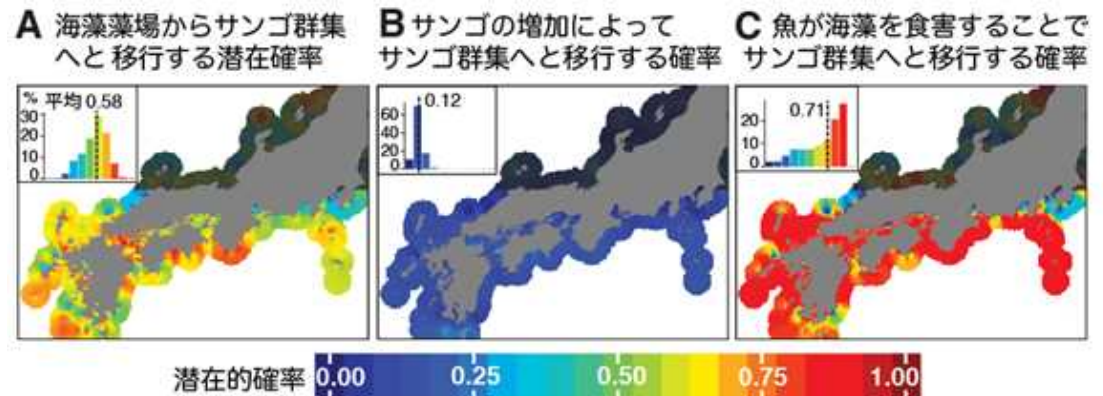 A 海藻藻場からサンゴ群集
へと移行する潜在確率
B サンゴの増加によって
サンゴ群集へと移行する確率
C 魚が海藻を食害することで
サンゴ群集へと移行する確率
% 平均 0.58
30
20
10
0
0.12
60
40
20
0
0.71
20
10
0
潜在的確率 0.00 0.25 0.50 0.75 1.00